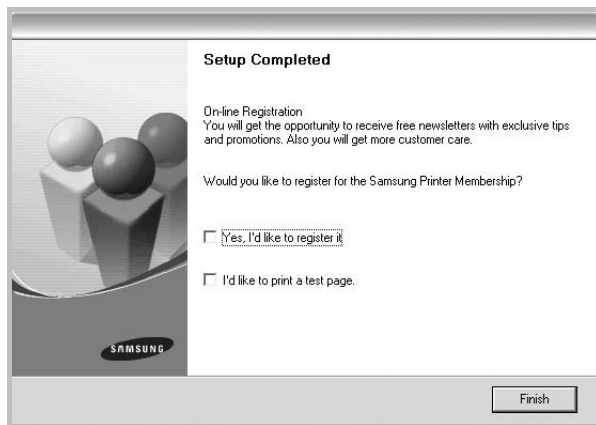 Setup Completed
On-line Registration
You will get the opportunity to receive free newsletters with exclusive tips
and promotions. Also you will get more customer care.
Would you like to register for the Samsung Printer Membership?
Yes, I'd like to register it
I'd like to print a test page.
SAMSUNG
Finish